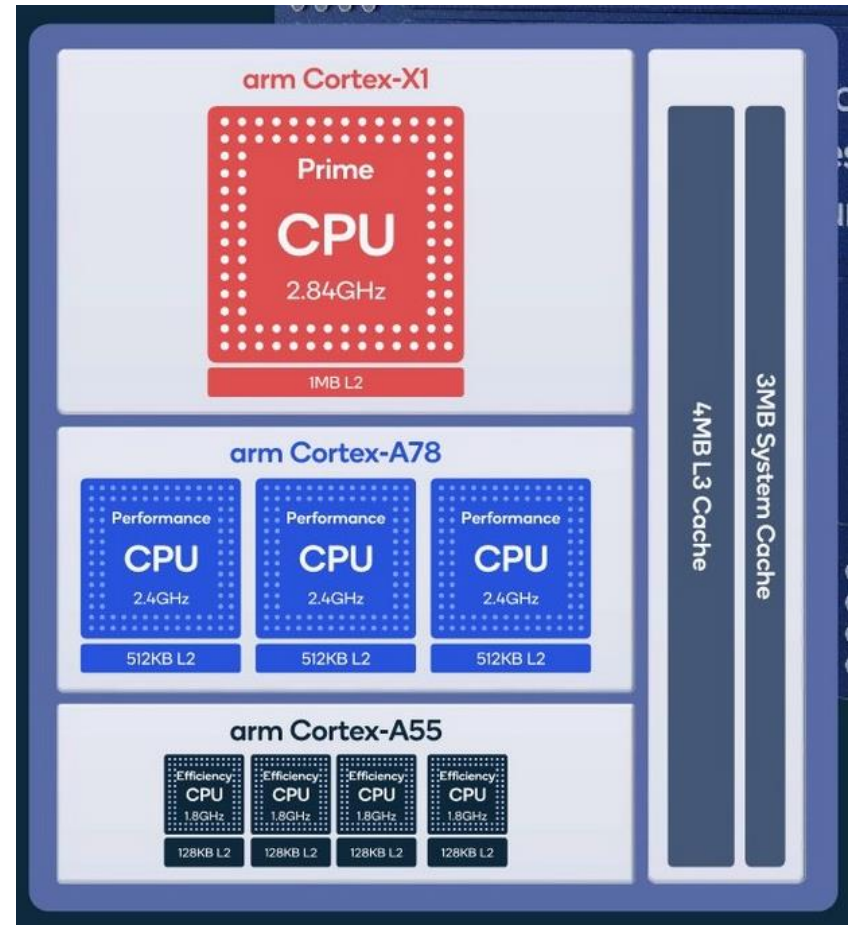 arm Cortex-X1
Prime
CPU
2.84GHz
1MB L2
arm Cortex-A78
Performance
CPU
2.4GHz
512KB L2
Performance
CPU
2.4GHz
512KB L2
Performance
CPU
2.4GHz
512KB L2
arm Cortex-A55
Efficiency
CPU
1.8GHz
128KB L2
Efficiency
CPU
1.8GHz
128KB L2
Efficiency
CPU
1.8GHz
128KB L2
Efficiency
CPU
1.8GHz
128KB L2
4MB L3 Cache
3MB System Cache